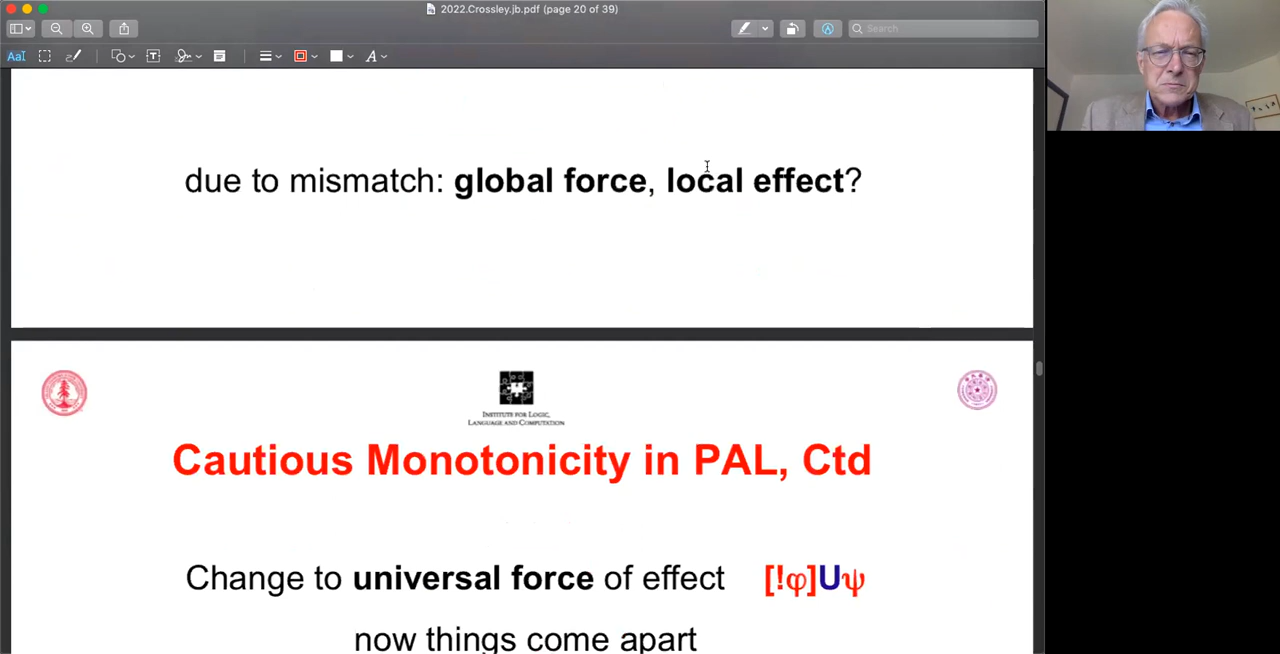 2022.Crossley.jb.pdf (page 20 of 39)
Search
due to mismatch: global force, local effect?
INSTITUTE FOR LOGIC,
LANGUAGE AND COMPUTATION
Cautious Monotonicity in PAL, Ctd
Change to universal force of effect [!φ]Uψ
now things come apart